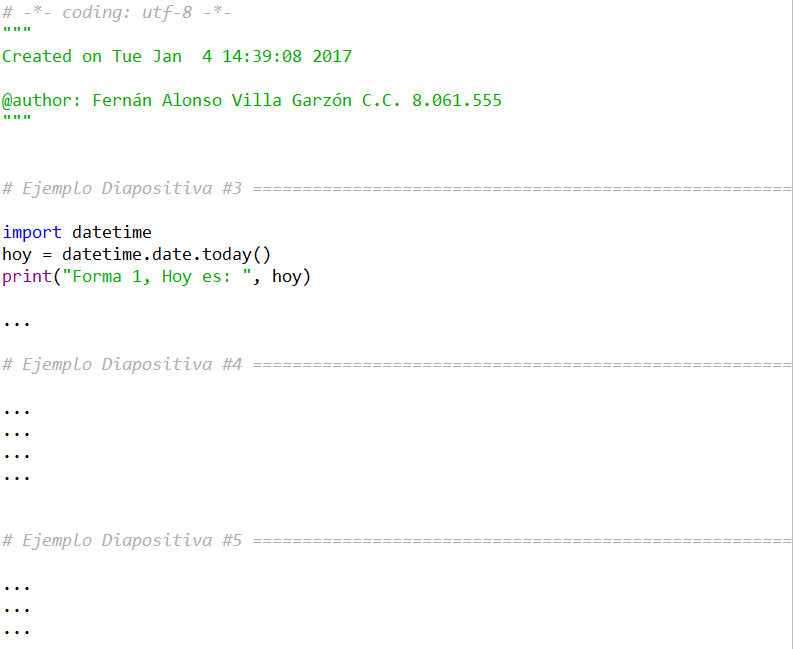 # -*- coding: utf-8 -*-
"""
Created on Tue Jan  4 14:39:08 2017
@author: Fernán Alonso Villa Garzón C.C. 8.061.555
"""
# Ejemplo Diapositiva #3 ======================================================
import datetime
hoy = datetime.date.today()
print("Forma 1, Hoy es: ", hoy)
...
# Ejemplo Diapositiva #4 ======================================================
...
...
...
...
# Ejemplo Diapositiva #5 ======================================================
...
...
...